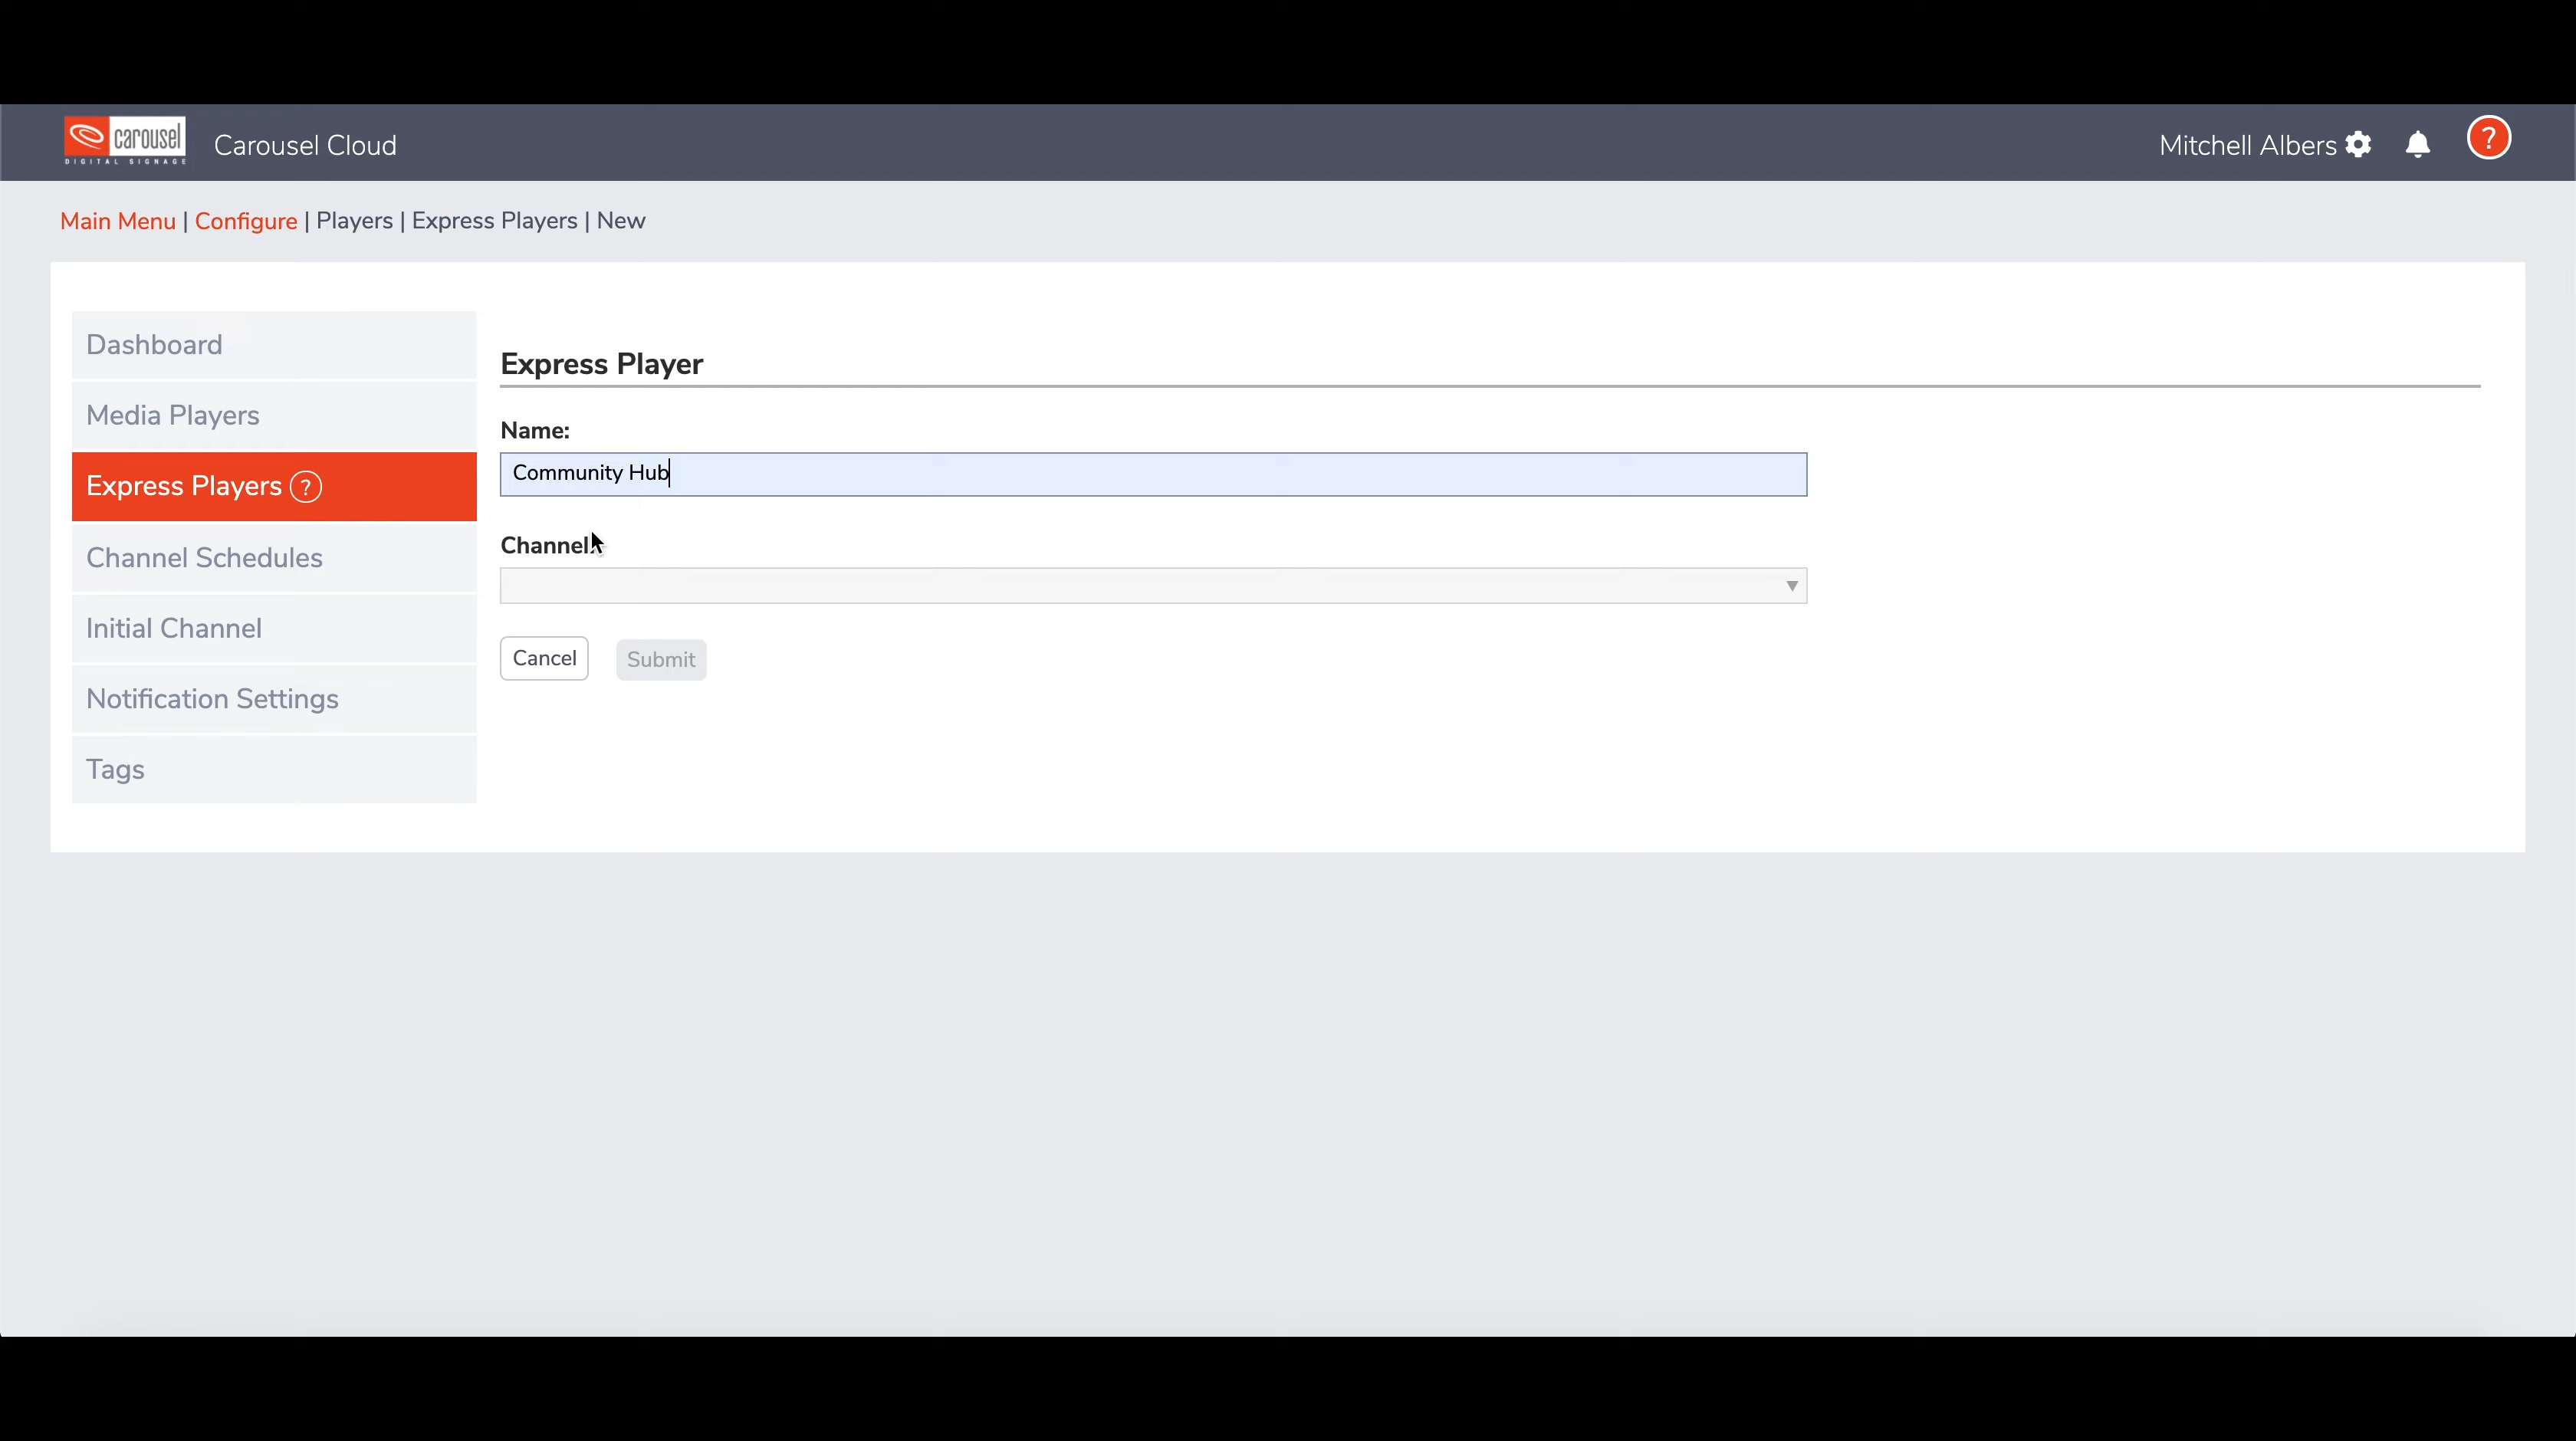 carousel
DIGITAL SIGNAGE
Carousel Cloud
Mitchell Albers
?
Main Menu | Configure | Players | Express Players | New
Dashboard
Media Players
Express Players ?
Channel Schedules
Initial Channel
Notification Settings
Tags
Express Player
Name:
Community Hub
Channel:
Cancel
Submit